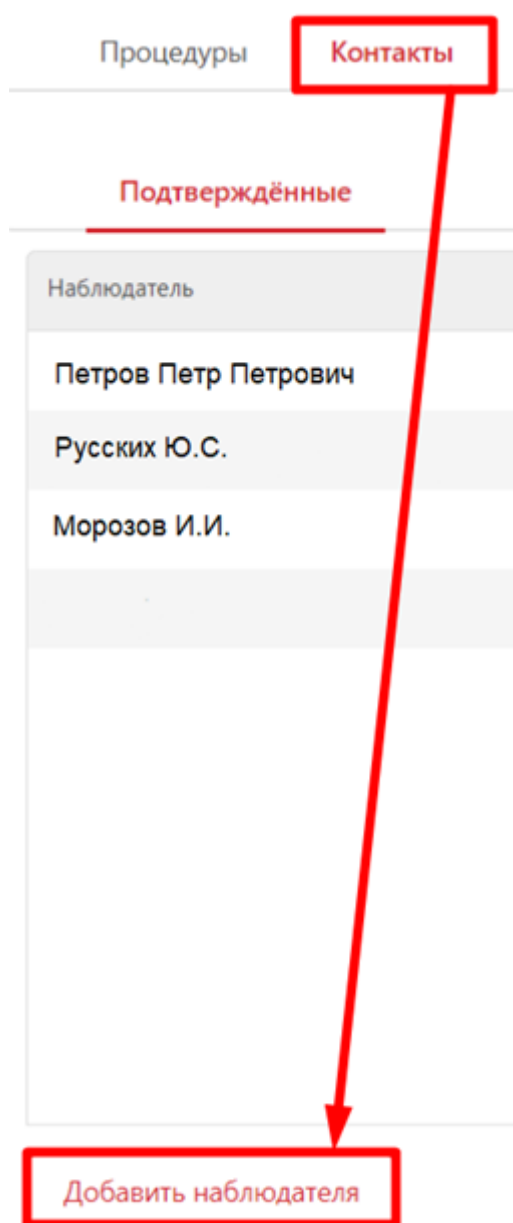 Процедуры Контакты
Подтверждённые
Наблюдатель
Петров Петр Петрович
Русских Ю.С.
Морозов И.И.
Добавить наблюдателя